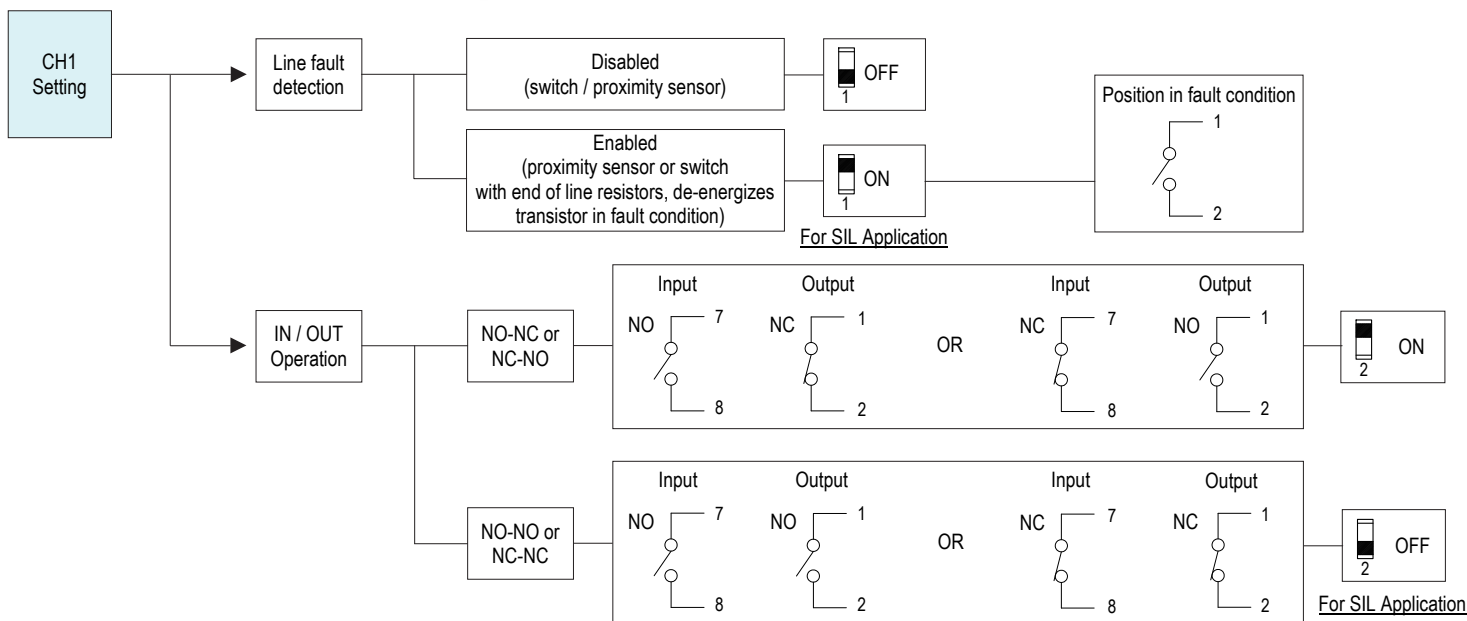 CH1
Setting
Line fault
detection
Disabled
(switch / proximity sensor)
OFF
1
Enabled
(proximity sensor or switch
with end of line resistors, de-energizes
transistor in fault condition)
ON
1
For SIL Application
Position in fault condition
1
2
IN / OUT
Operation
NO-NC or
NC-NO
Input
Output
Input
Output
NO
7
8
NC
1
2
OR
NC
7
8
NO
1
2
ON
2
NO-NO or
NC-NC
Input
Output
Input
Output
NO
7
8
NO
1
2
OR
NC
7
8
NC
1
2
OFF
2
For SIL Application